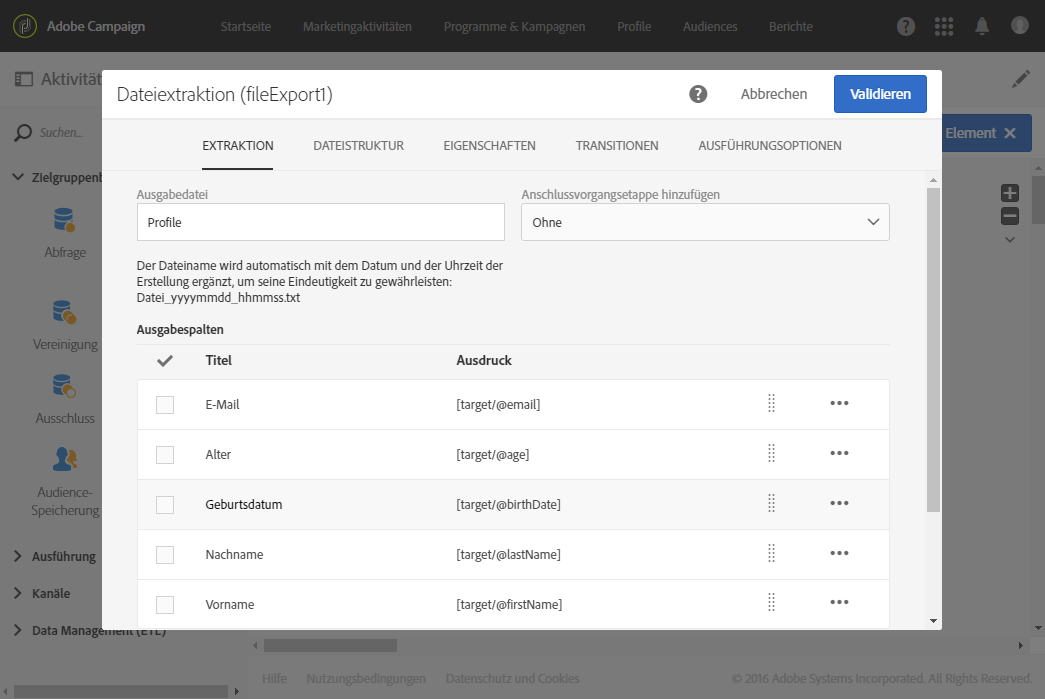 Adobe Campaign Startseite Marketingaktivitäten Programme & Kampagnen Profile Audiences Berichte
Aktivität
Dateiextraktion (fileExport1) Abbrechen Validieren
Suchen... Element
EXTRAKTION DATEISTRUKTUR EIGENSCHAFTEN TRANSITIONEN AUSFÜHRUNGSOPTIONEN
Ausgabedatei Anschlussvorgangsetappe hinzufügen
Profile Ohne
Der Dateiname wird automatisch mit dem Datum und der Uhrzeit der
Erstellung ergänzt, um seine Eindeutigkeit zu gewährleisten:
Datei_yyyymmdd_hhmmss.txt
Ausgabespalten
Titel Ausdruck
E-Mail [target/@email]
Alter [target/@age]
Geburtsdatum [target/@birthDate]
Nachname [target/@lastName]
Vorname [target/@firstName]
Abfrage
Vereinigung
Ausschluss
Audience-
Speicherung
Ausführung
Kanäle
Data Management (ETL)
Hilfe Nutzungsbedingungen Datenschutz und Cookies © 2016 Adobe Systems Incorporated. All Rights Reserved.